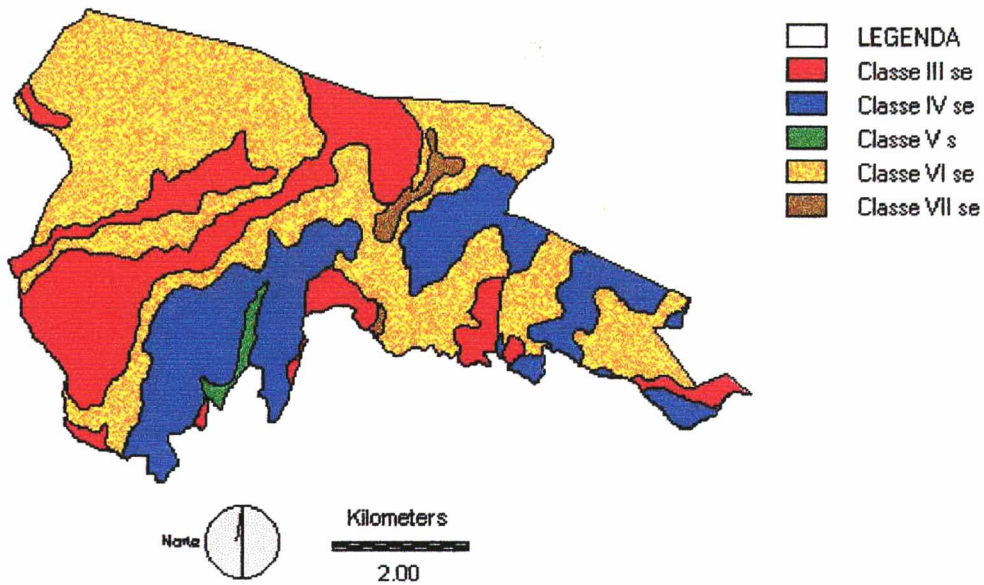 LEGENDA
Classe III se
Classe IV se
Classe V s
Classe VI se
Classe VII se
Norte
Kilometers
2.00